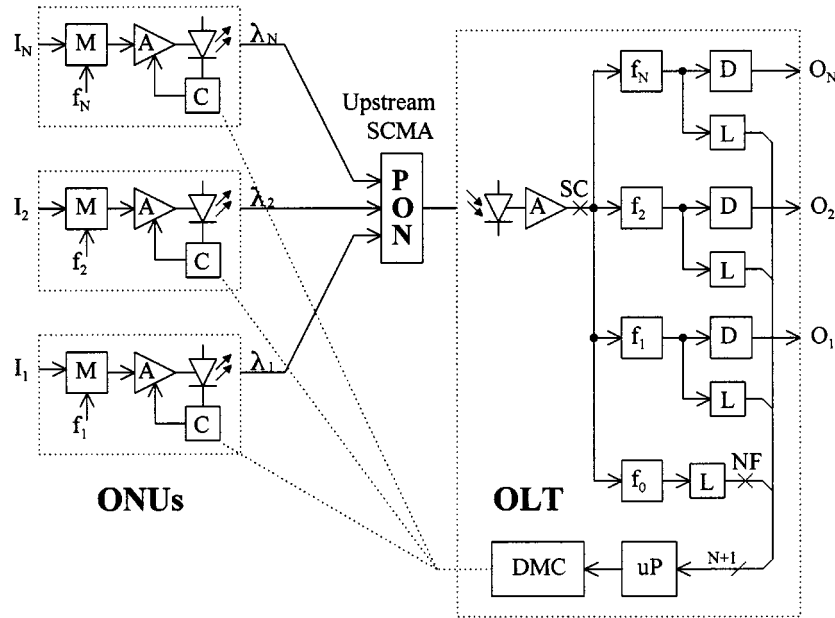 I_N M A λ_N
f_N C
Upstream
SCMA
I_2 M A λ_2
f_2 C
I_1 M A λ_1
f_1 C
ONUs
P
O
N
OLT
A SC
f_N D O_N
L
f_2 D O_2
L
f_1 D O_1
L
f_0 L NF
DMC uP N+1